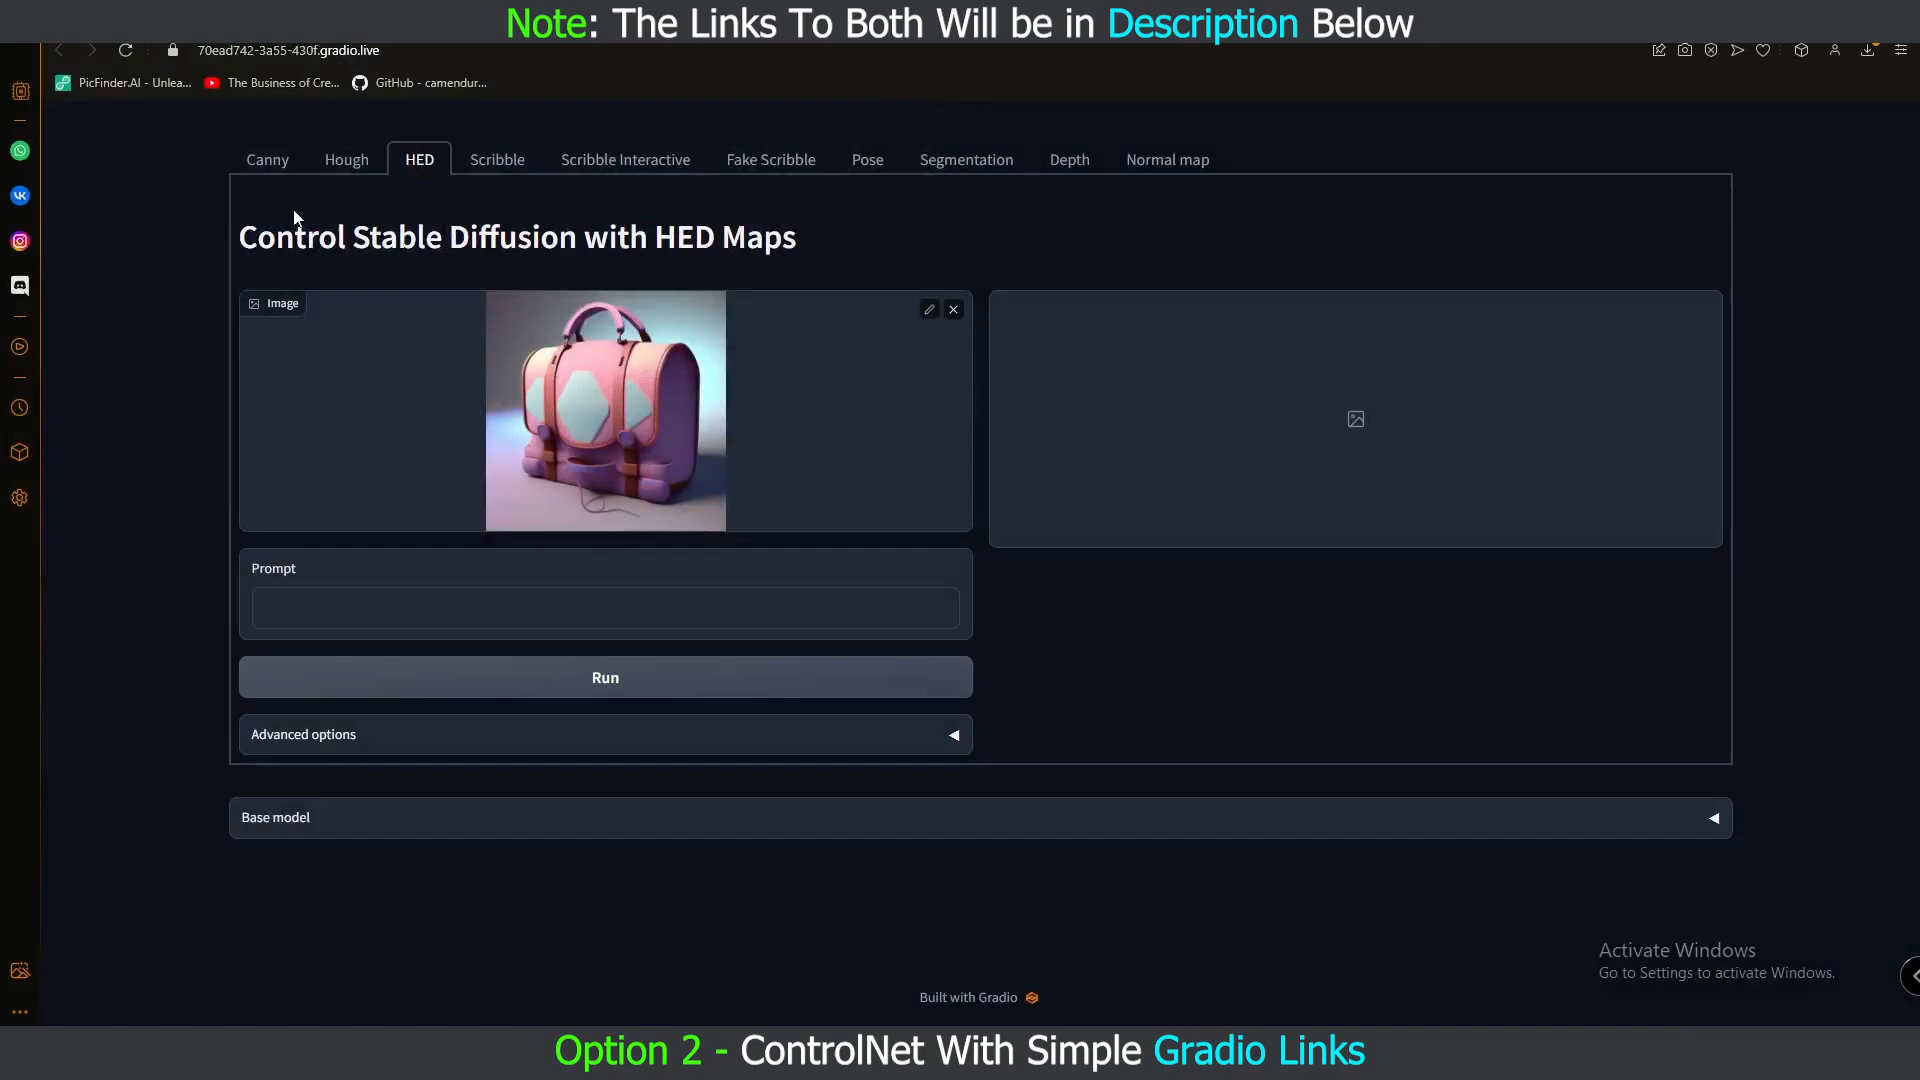 Note: The Links To Both Will be in Description Below
70ead742-3a55-430f.gradio.live
PicFinder.AI - Unlea... The Business of Cre... GitHub - camendur...
Canny Hough HED Scribble Scribble Interactive Fake Scribble Pose Segmentation Depth Normal map
Control Stable Diffusion with HED Maps
Image
Prompt
Run
Advanced options
Base model
Activate Windows
Go to Settings to activate Windows.
Built with Gradio
Option 2 - ControlNet With Simple Gradio Links